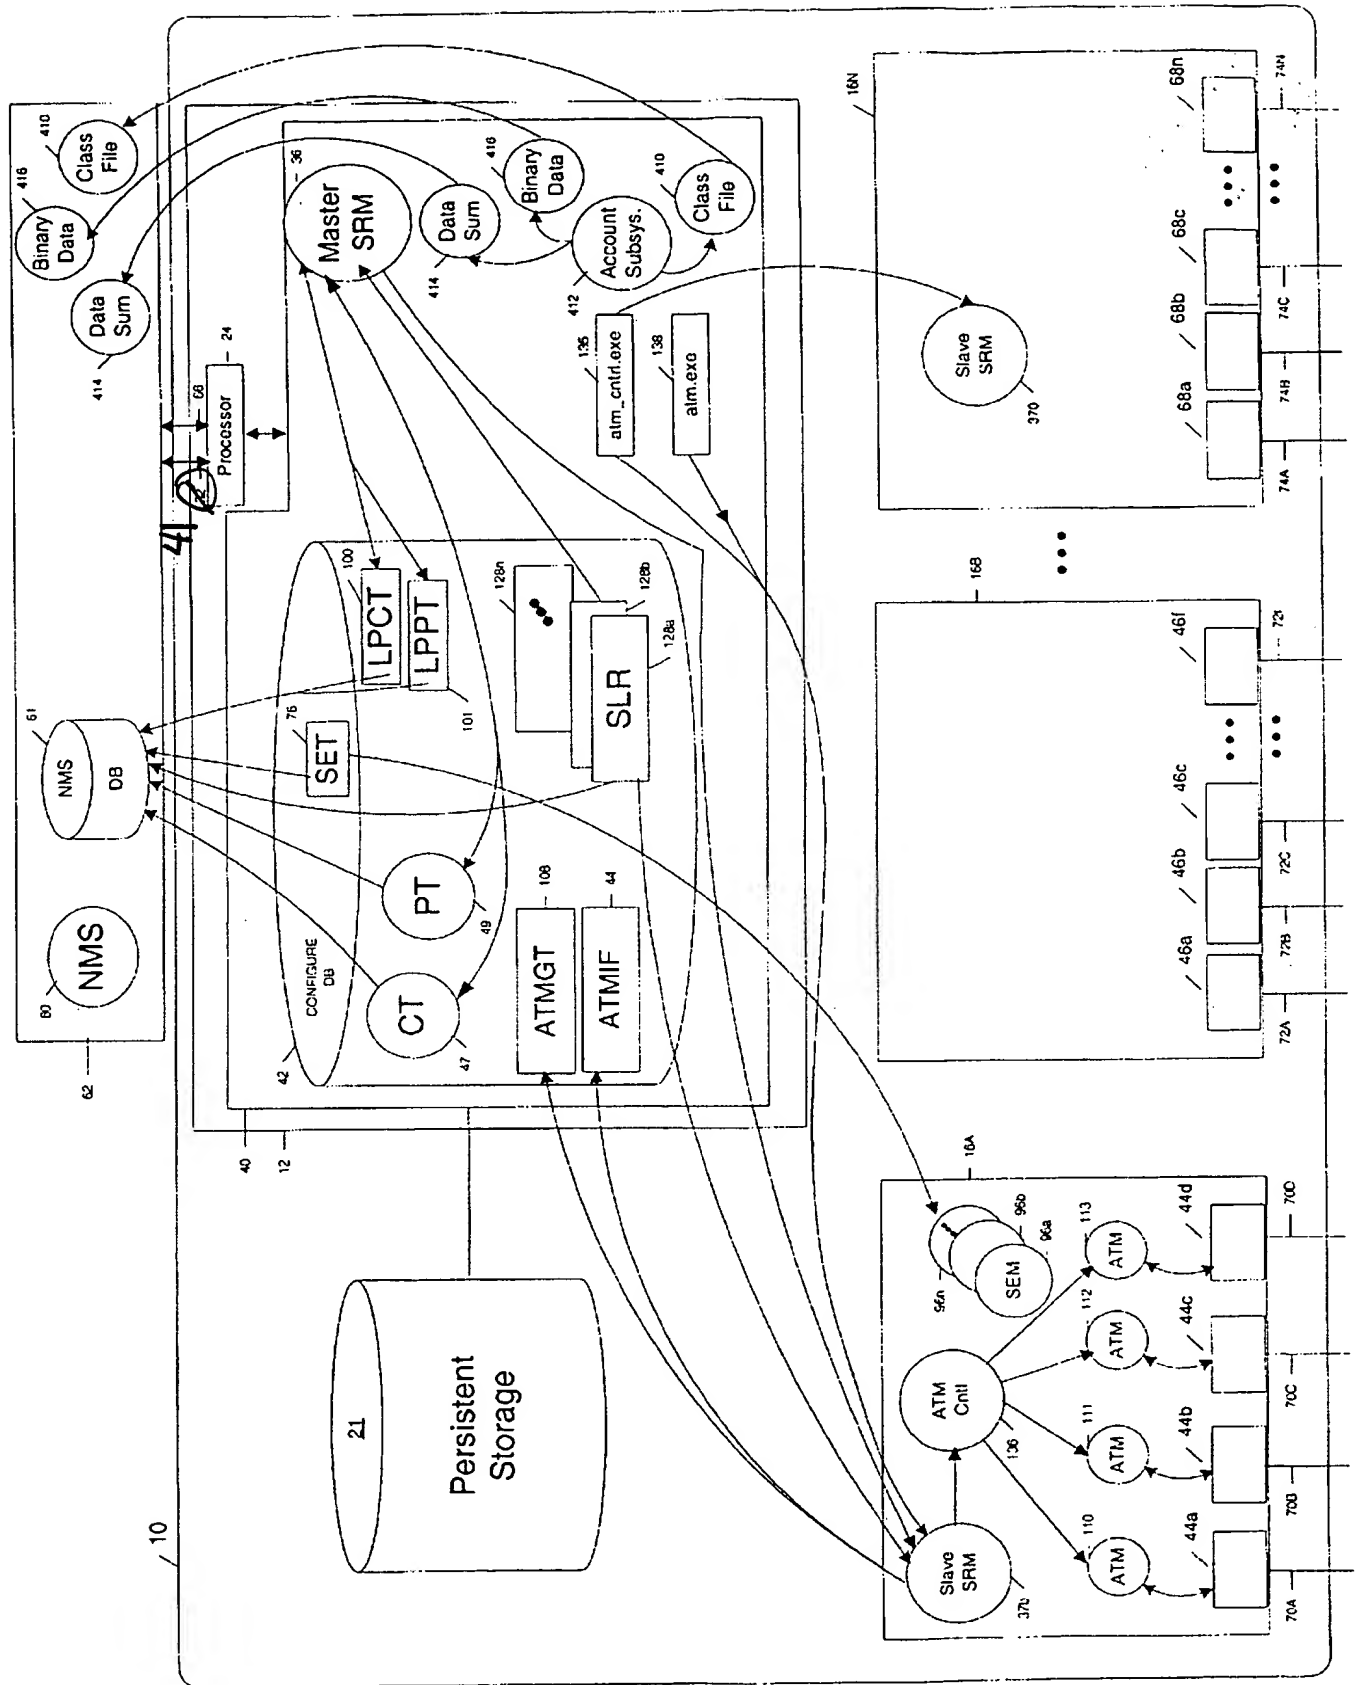 10
62
60
NMS
61
NMS
DB
414
Data
Sum
416
Binary
Data
410
Class
File
41
66
24
Processor
40
12
42
CONFIGURE
DB
CT
47
PT
49
76
SET
100
LPCT
LPPT
101
108
ATMGT
44
ATMIF
128n
128b
SLR
128a
36
Master
SRM
Data
Sum
414
416
Binary
Data
Account
Subsys.
412
410
Class
File
135
atm_cntrl.exe
138
atm.exe
21
Persistent
Storage
16A
Slave
SRM
370
ATM
Cntl
136
96n
SEM
96b
96a
110
ATM
111
ATM
112
ATM
113
ATM
44a
44b
44c
44d
70A
70B
70C
70D
16B
46a
46b
46c
46f
72A
72B
72C
72f
16N
Slave
SRM
370
68a
68b
68c
68n
74A
74B
74C
74N